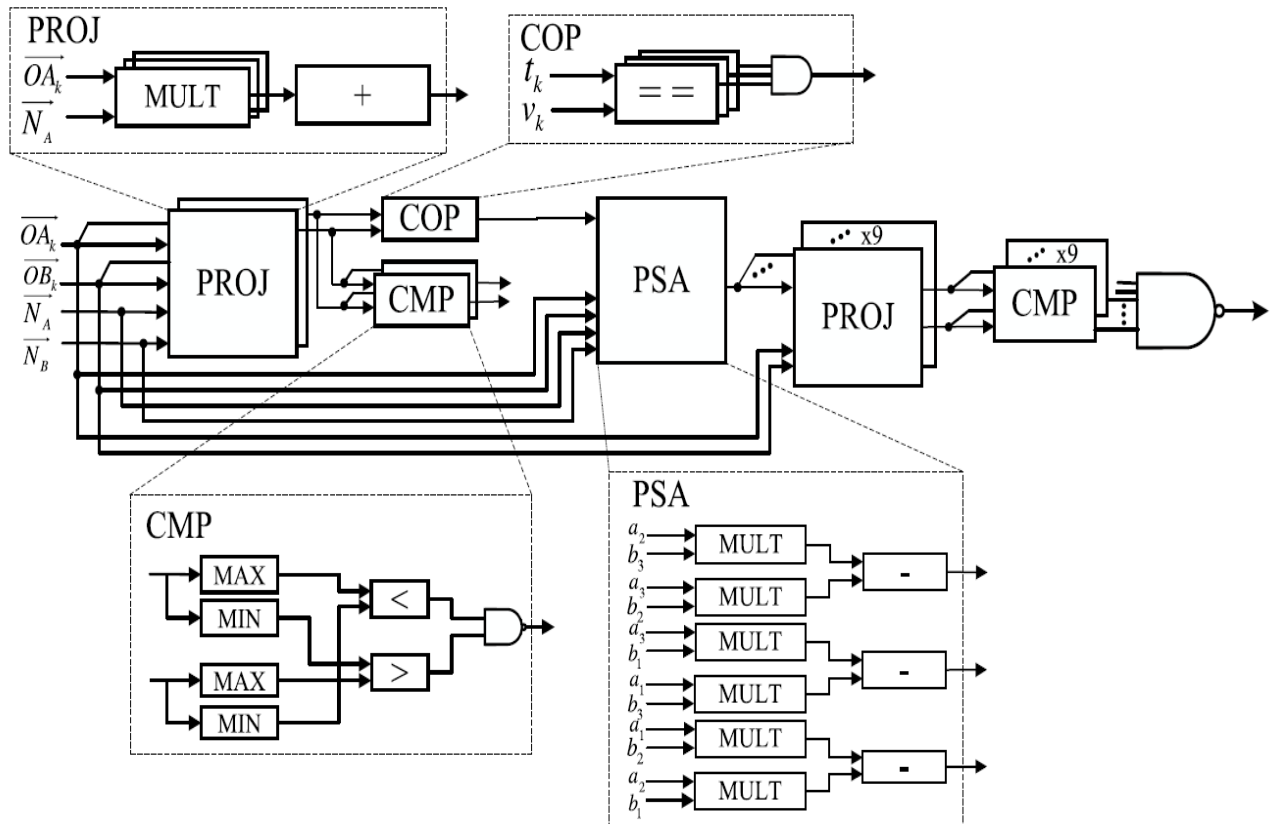 PROJ
OA_k
N_A
MULT
+
COP
t_k
v_k
= =
OA_k
OB_k
N_A
N_B
PROJ
COP
CMP
PSA
x9
PROJ
x9
CMP
CMP
MAX
MIN
MAX
MIN
<
>
PSA
a_2
b_3
MULT
a_3
b_2
MULT
-
a_3
b_1
MULT
a_1
b_3
MULT
-
a_1
b_2
MULT
a_2
b_1
MULT
-